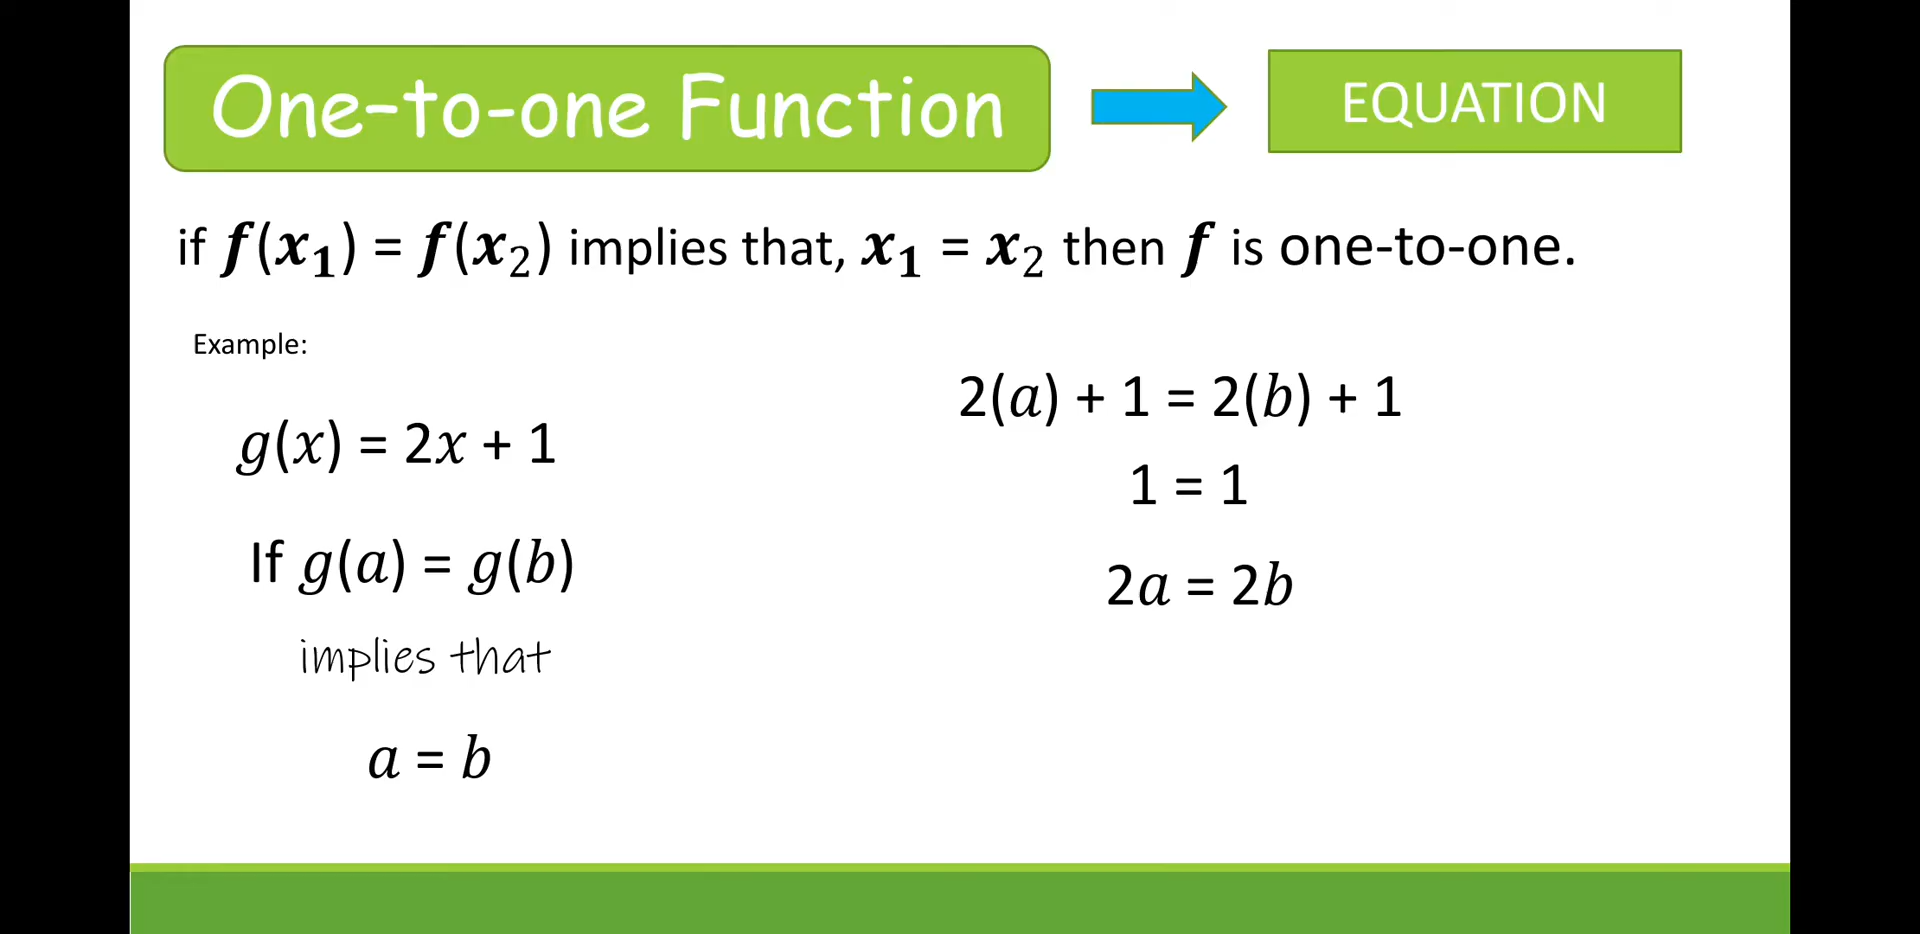 One-to-one Function
EQUATION
if f(x₁) = f(x₂) implies that, x₁ = x₂ then f is one-to-one.
Example:
g(x) = 2x + 1
If g(a) = g(b)
implies that
a = b
2(a) + 1 = 2(b) + 1
1 = 1
2a = 2b